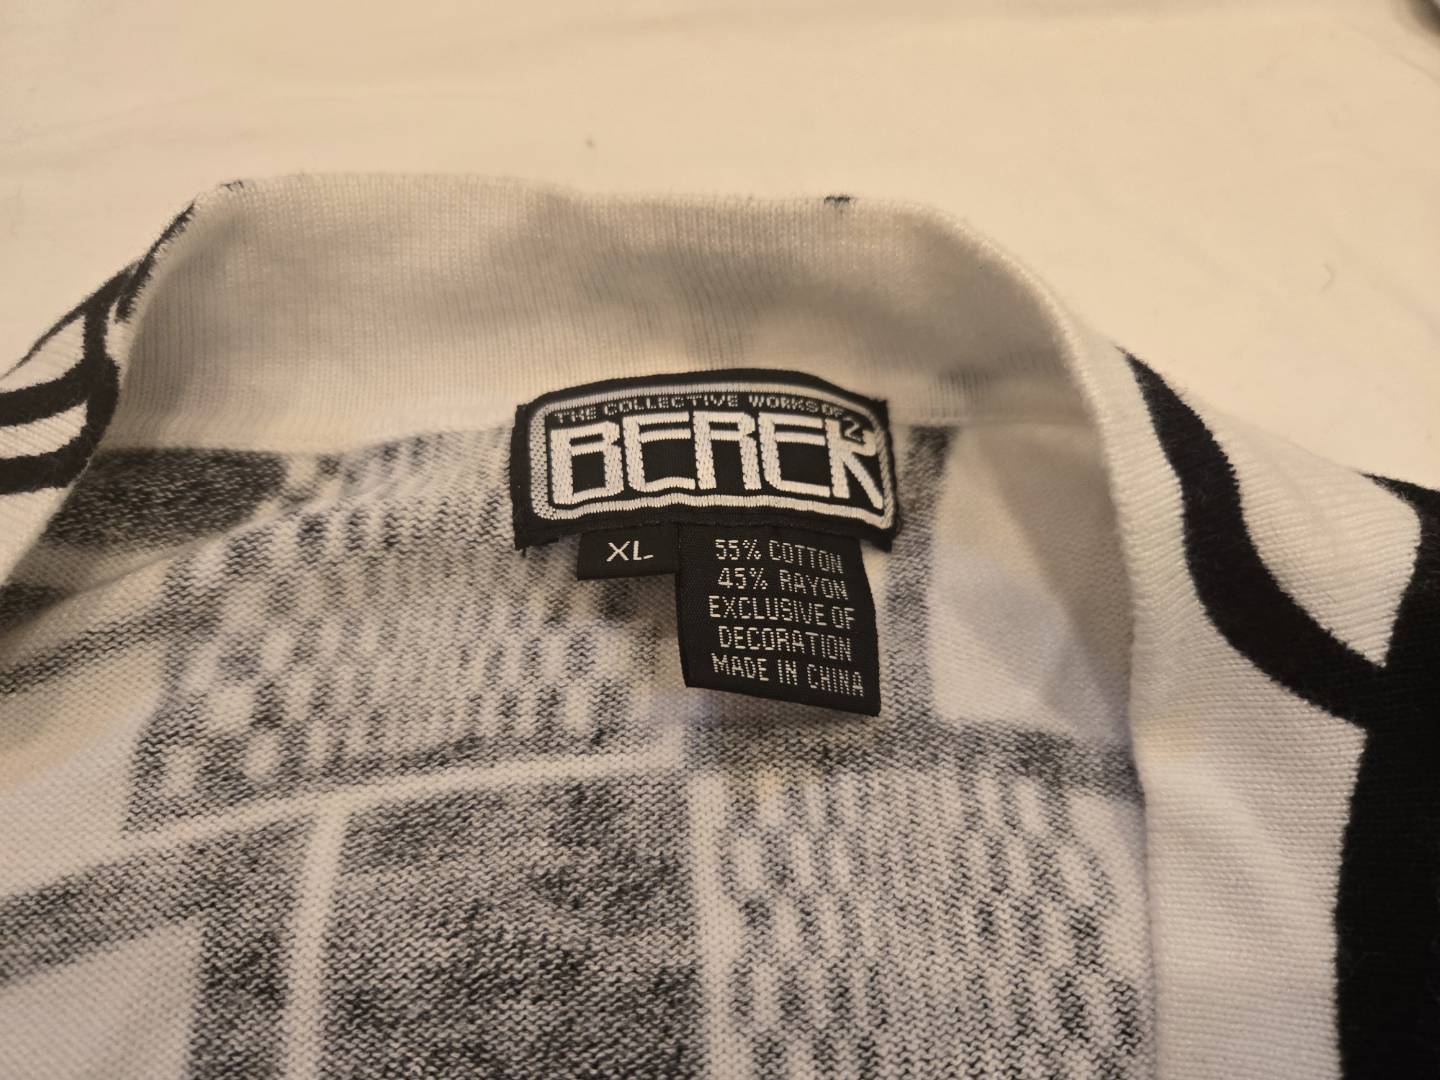 THE COLLECTIVE WORKS OF
BEREK 2
XL
55% COTTON
45% RAYON
EXCLUSIVE OF
DECORATION
MADE IN CHINA